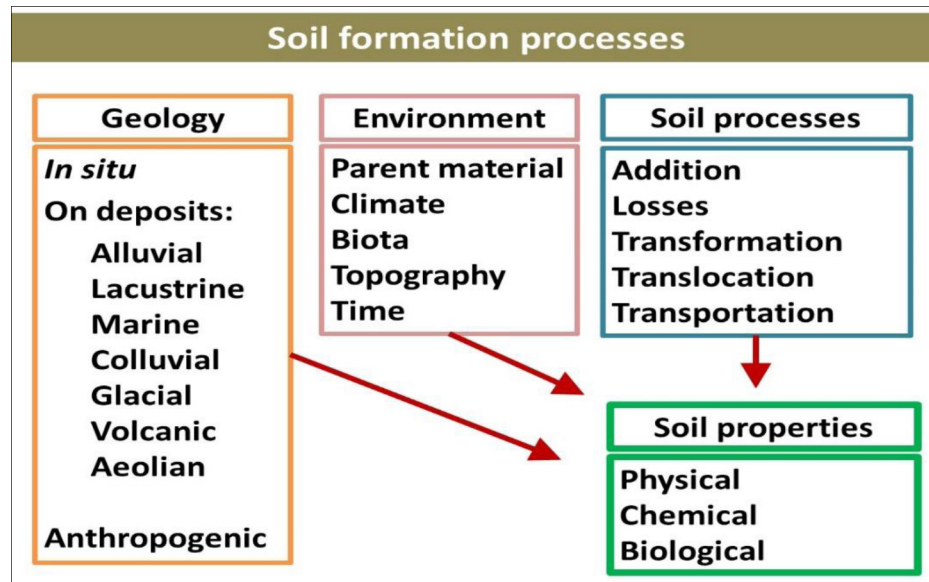 Soil formation processes
Geology
In situ
On deposits:
Alluvial
Lacustrine
Marine
Colluvial
Glacial
Volcanic
Aeolian
Anthropogenic
Environment
Parent material
Climate
Biota
Topography
Time
Soil processes
Addition
Losses
Transformation
Translocation
Transportation
Soil properties
Physical
Chemical
Biological